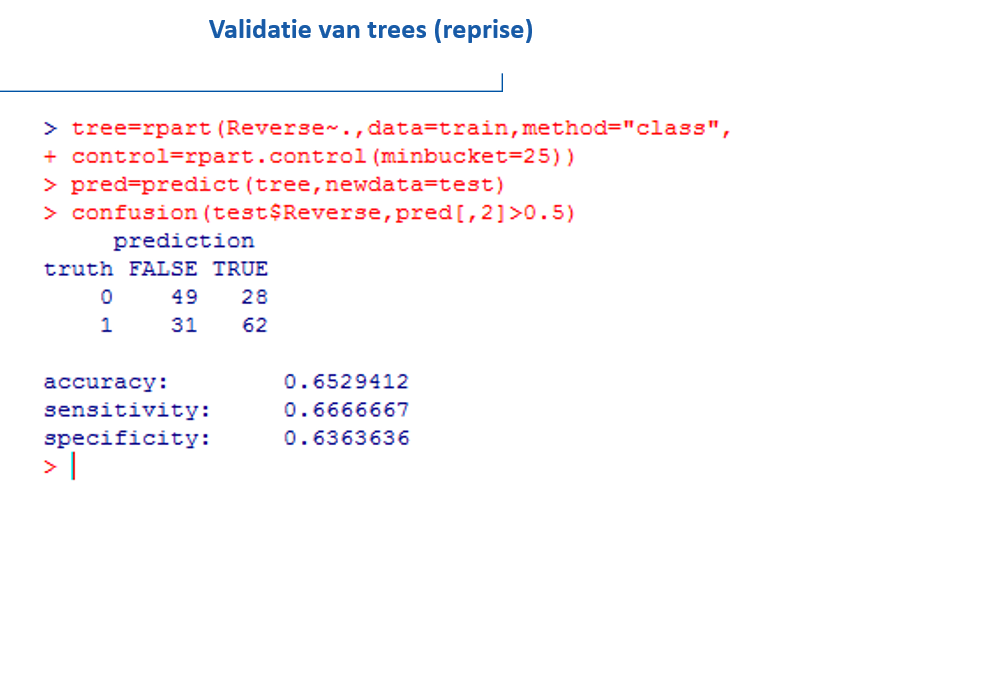 Validatie van trees (reprise)
> tree=rpart(Reverse~.,data=train,method="class",
+ control=rpart.control(minbucket=25))
> pred=predict(tree,newdata=test)
> confusion(test$Reverse,pred[,2]>0.5)
prediction
truth FALSE TRUE
0 49 28
1 31 62
accuracy: 0.6529412
sensitivity: 0.6666667
specificity: 0.6363636
>